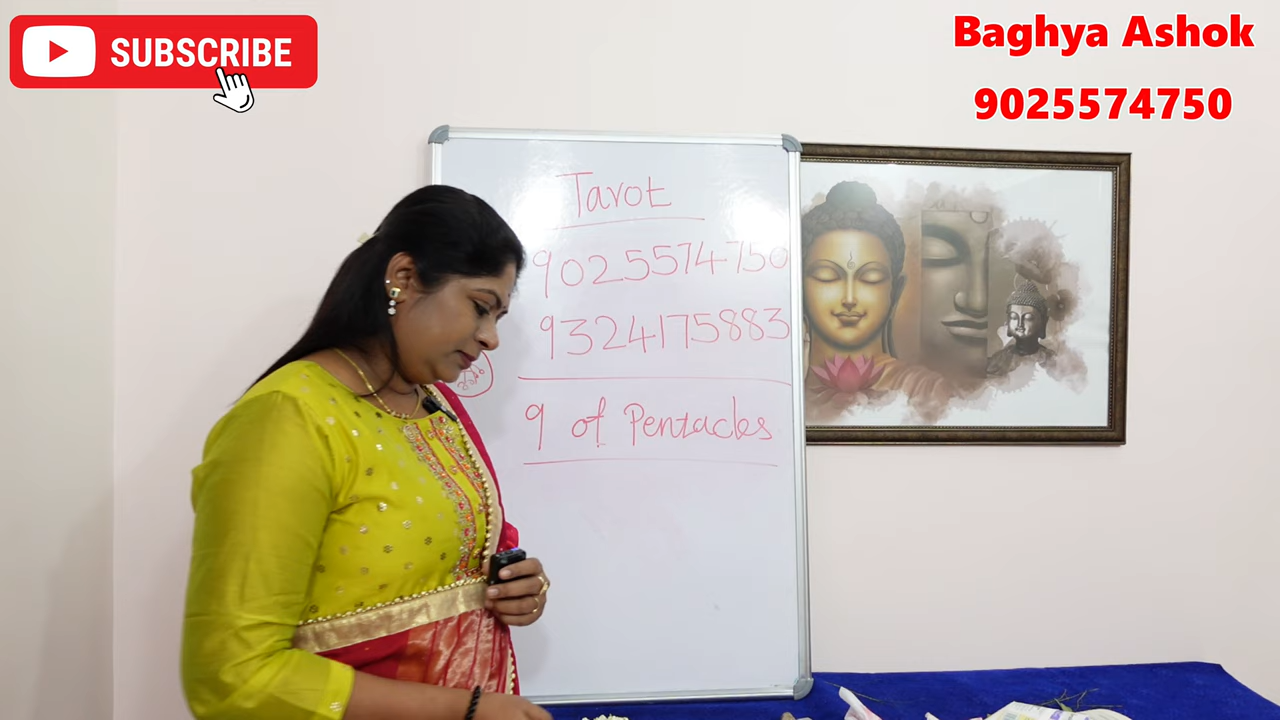 SUBSCRIBE
Baghya Ashok
9025574750
Tarot
9025574750
9324175883
9 of Pentacles